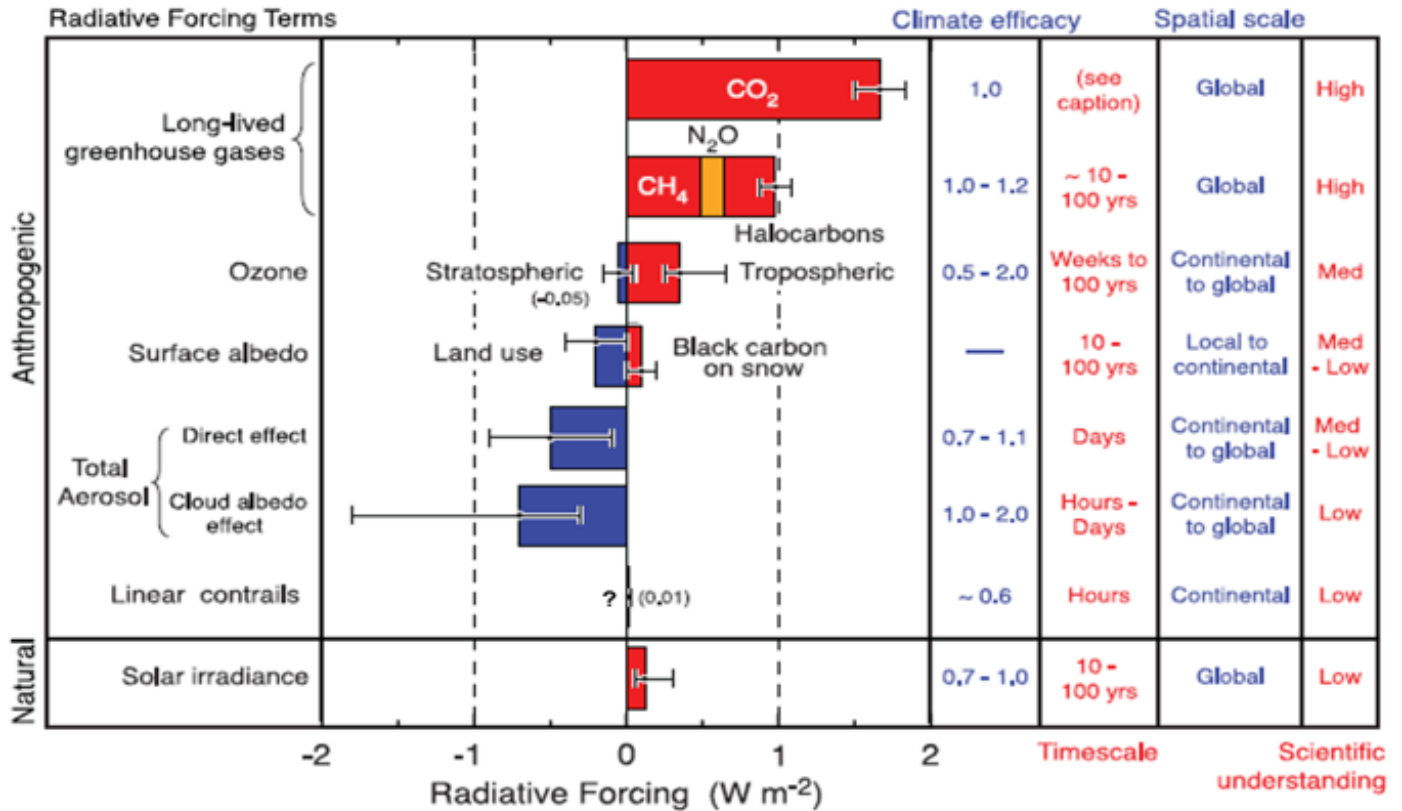 Radiative Forcing Terms
Climate efficacy
Spatial scale
Anthropogenic
Long-lived
greenhouse gases
CO₂
1.0
(see
caption)
Global
High
N₂O
CH₄
Halocarbons
1.0 - 1.2
~ 10 -
100 yrs
Global
High
Ozone
Stratospheric
(-0.05)
Tropospheric
0.5 - 2.0
Weeks to
100 yrs
Continental
to global
Med
Surface albedo
Land use
Black carbon
on snow
—
10 -
100 yrs
Local to
continental
Med
- Low
Total
Aerosol
Direct effect
0.7 - 1.1
Days
Continental
to global
Med
- Low
Cloud albedo
effect
1.0 - 2.0
Hours -
Days
Continental
to global
Low
Linear contrails
? (0.01)
~ 0.6
Hours
Continental
Low
Natural
Solar irradiance
0.7 - 1.0
10 -
100 yrs
Global
Low
-2 -1 0 1 2
Timescale
Scientific
understanding
Radiative Forcing (W m⁻²)